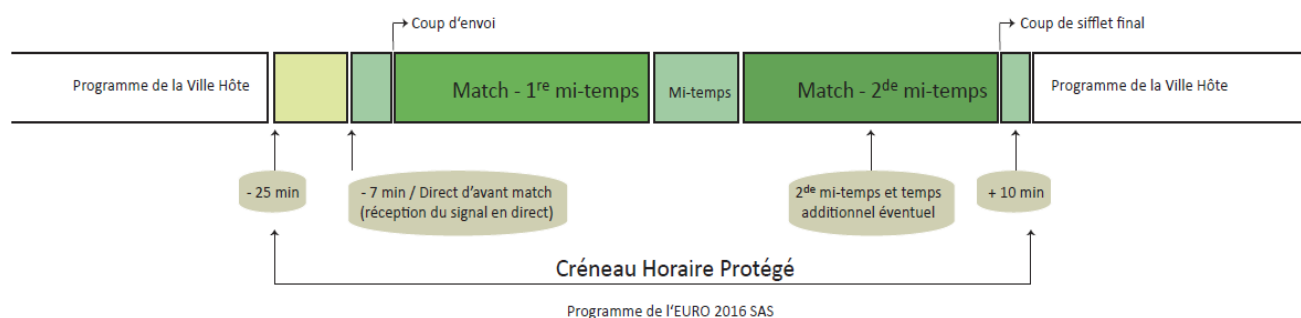 Coup d'envoi
Coup de sifflet final
Programme de la Ville Hôte
Match - 1re mi-temps
Mi-temps
Match - 2de mi-temps
Programme de la Ville Hôte
- 25 min
- 7 min / Direct d'avant match
(réception du signal en direct)
2de mi-temps et temps
additionnel éventuel
+ 10 min
Créneau Horaire Protégé
Programme de l'EURO 2016 SAS